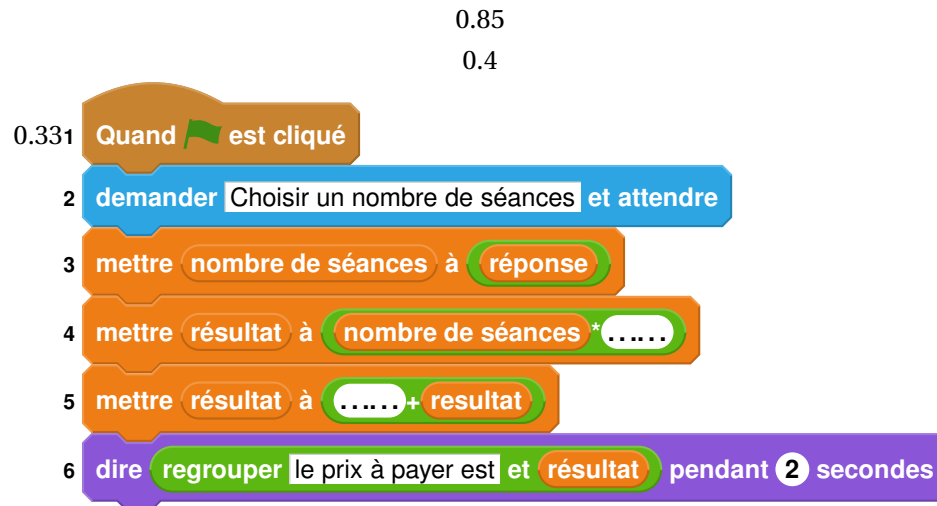 0.85
0.4
0.331 Quand est cliqué
2 demander Choisir un nombre de séances et attendre
3 mettre nombre de séances à réponse
4 mettre résultat à nombre de séances * ......
5 mettre résultat à ...... + resultat
6 dire regrouper le prix à payer est et résultat pendant 2 secondes